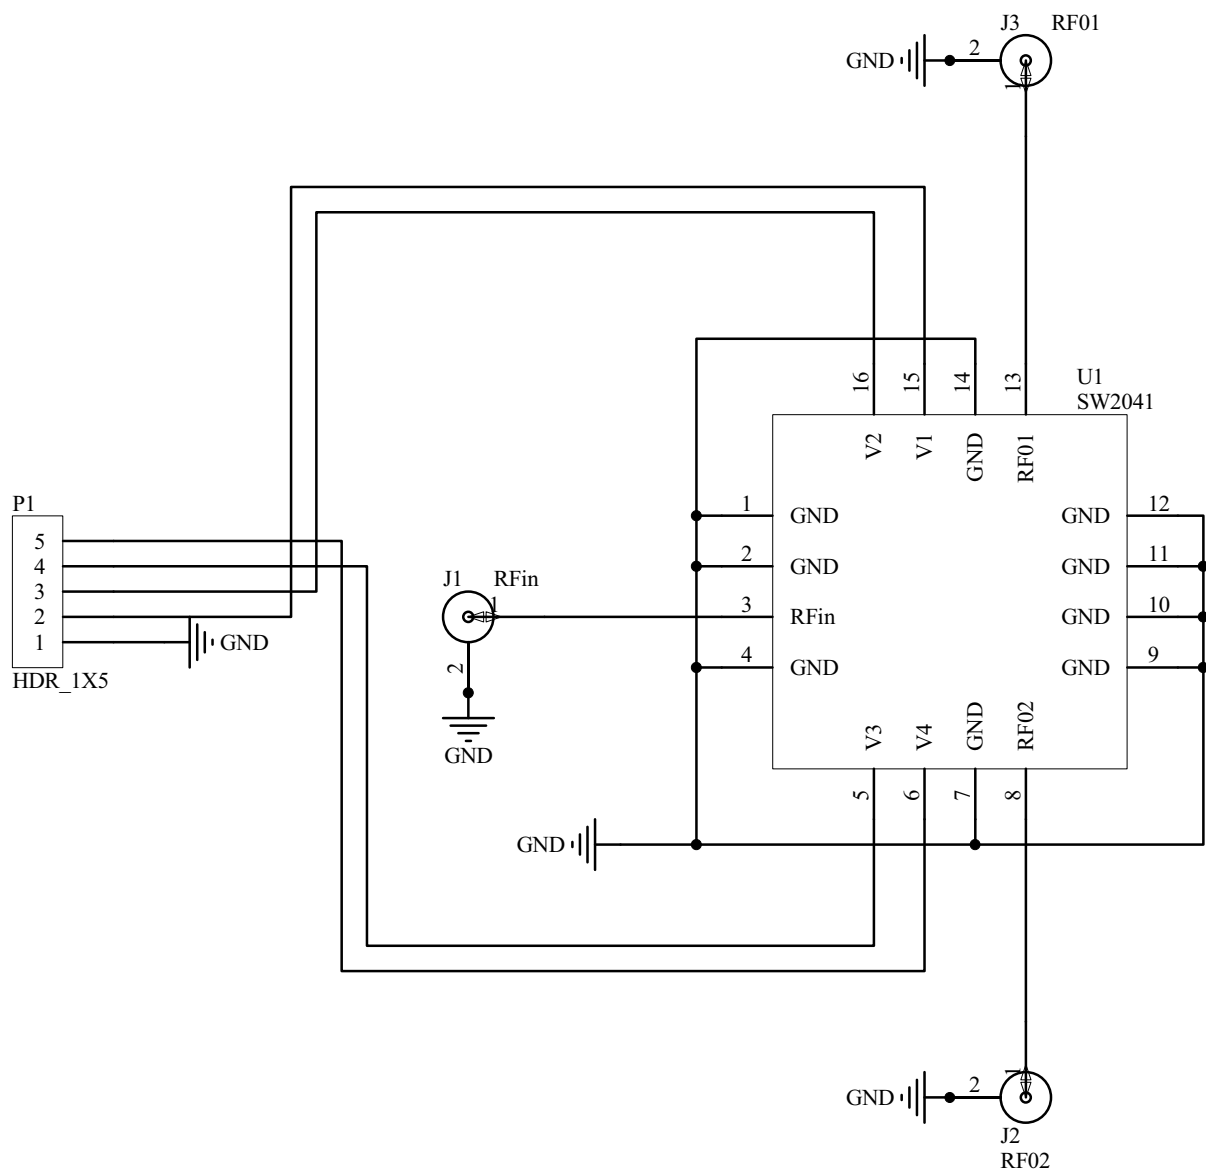 J3 RF01
GND 2
1
16 15 14 13
U1
SW2041
V2 V1 GND RF01
P1
5
4
3
2
1
GND
HDR_1X5
J1 RFin
1
2
GND
1 GND
2 GND
3 RFin
4 GND
GND 12
GND 11
GND 10
GND 9
V3 V4 GND RF02
5 6 7 8
GND
1
GND 2
J2
RF02